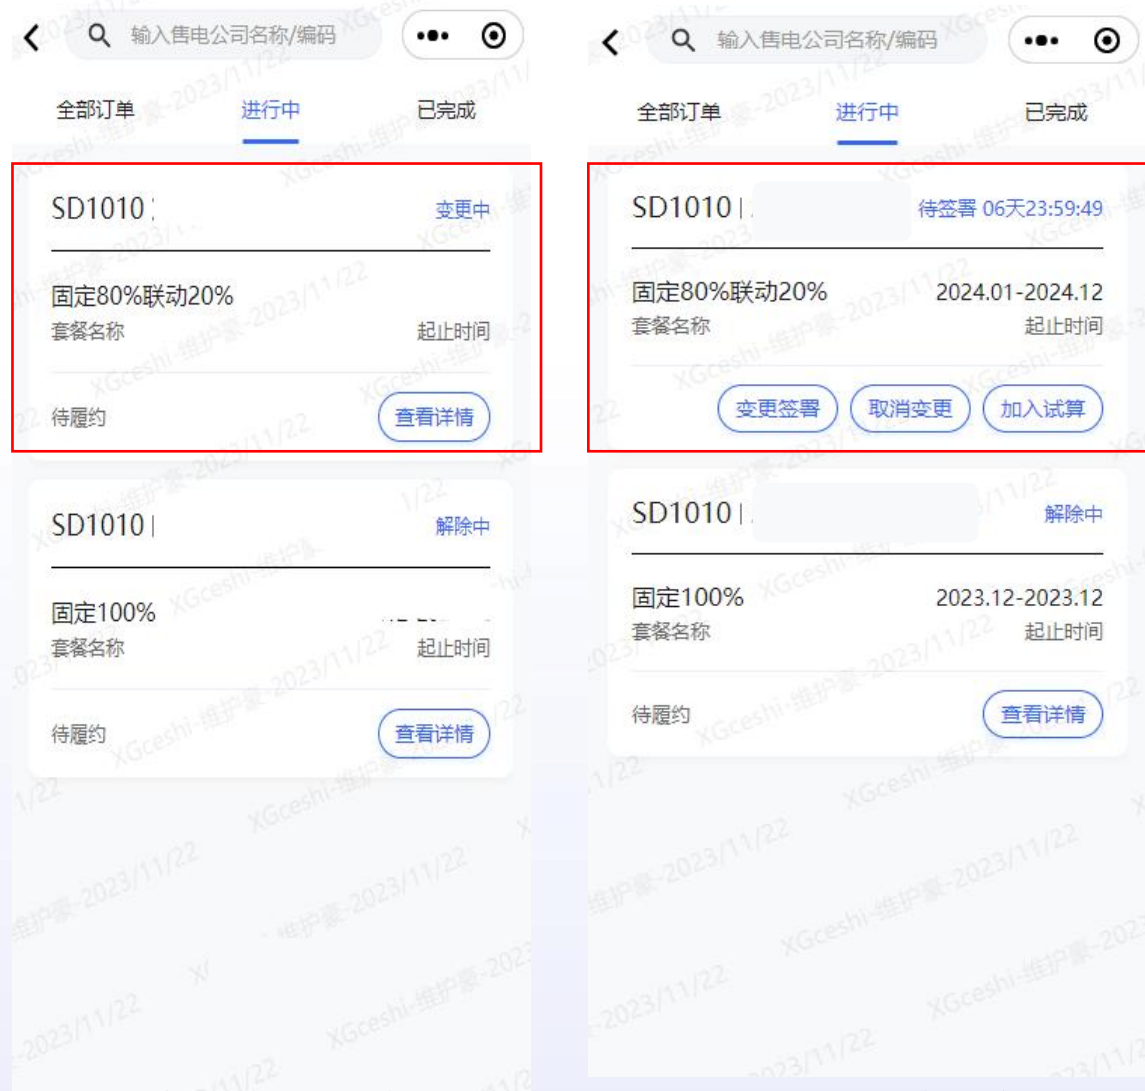 输入售电公司名称/编码
全部订单 进行中 已完成
SD1010 变更中
固定80%联动20%
套餐名称 起止时间
待履约 查看详情
SD1010 | 解除中
固定100%
套餐名称 起止时间
待履约 查看详情
输入售电公司名称/编码
全部订单 进行中 已完成
SD1010 | 待签署 06天23:59:49
固定80%联动20% 2024.01-2024.12
套餐名称 起止时间
变更签署 取消变更 加入试算
SD1010 | 解除中
固定100% 2023.12-2023.12
套餐名称 起止时间
待履约 查看详情
XGceshi-维护豪-2023/11/22